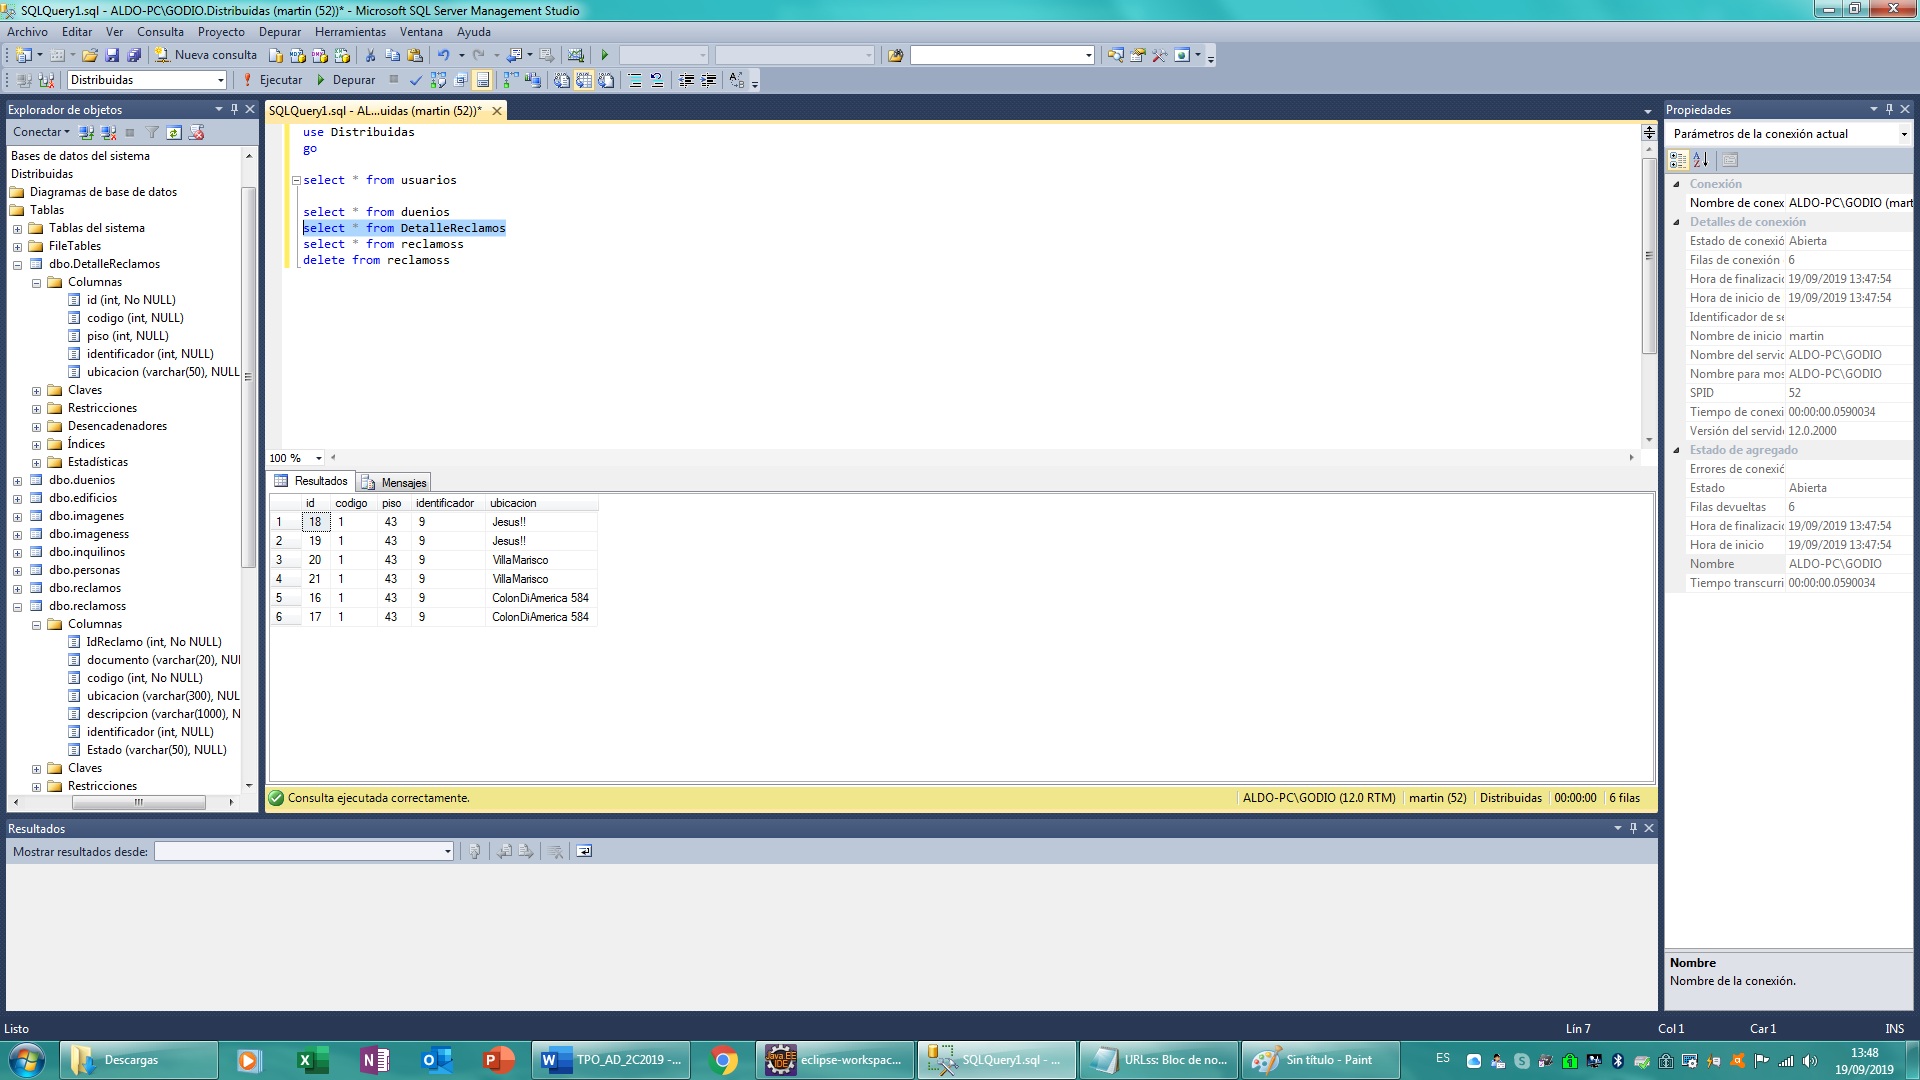 SQLQuery1.sql - ALDO-PC\GODIO.Distribuidas (martin (52))* - Microsoft SQL Server Management Studio
Archivo Editar Ver Consulta Proyecto Depurar Herramientas Ventana Ayuda
Nueva consulta
Distribuidas Ejecutar Depurar
Explorador de objetos
Conectar
Bases de datos del sistema
Distribuidas
Diagramas de base de datos
Tablas
Tablas del sistema
FileTables
dbo.DetalleReclamos
Columnas
id (int, No NULL)
codigo (int, NULL)
piso (int, NULL)
identificador (int, NULL)
ubicacion (varchar(50), NULL
Claves
Restricciones
Desencadenadores
Índices
Estadísticas
dbo.duenios
dbo.edificios
dbo.imagenes
dbo.imageness
dbo.inquilinos
dbo.personas
dbo.reclamos
dbo.reclamoss
Columnas
IdReclamo (int, No NULL)
documento (varchar(20), NUI
codigo (int, No NULL)
ubicacion (varchar(300), NUL
descripcion (varchar(1000), N
identificador (int, NULL)
Estado (varchar(50), NULL)
Claves
Restricciones
SQLQuery1.sql - AL...uidas (martin (52))*
use Distribuidas
go
select * from usuarios
select * from duenios
select * from DetalleReclamos
select * from reclamoss
delete from reclamoss
100 %
Resultados Mensajes
id codigo piso identificador ubicacion
1 18 1 43 9 Jesus!!
2 19 1 43 9 Jesus!!
3 20 1 43 9 VillaMarisco
4 21 1 43 9 VillaMarisco
5 16 1 43 9 ColonDiAmerica 584
6 17 1 43 9 ColonDiAmerica 584
Consulta ejecutada correctamente. ALDO-PC\GODIO (12.0 RTM) martin (52) Distribuidas 00:00:00 6 filas
Propiedades
Parámetros de la conexión actual
Conexión
Nombre de conex ALDO-PC\GODIO (mart
Detalles de conexión
Estado de conexió Abierta
Filas de conexión 6
Hora de finalizació 19/09/2019 13:47:54
Hora de inicio de 19/09/2019 13:47:54
Identificador de se
Nombre de inicio martin
Nombre del servic ALDO-PC\GODIO
Nombre para mos ALDO-PC\GODIO
SPID 52
Tiempo de conexi 00:00:00.0590034
Versión del servid 12.0.2000
Estado de agregado
Errores de conexió
Estado Abierta
Filas devueltas 6
Hora de finalizació 19/09/2019 13:47:54
Hora de inicio 19/09/2019 13:47:54
Nombre ALDO-PC\GODIO
Tiempo transcurri 00:00:00.0590034
Nombre
Nombre de la conexión.
Resultados
Mostrar resultados desde:
Listo Lín 7 Col 1 Car 1 INS
Descargas TPO_AD_2C2019 -... eclipse-workspac... SQLQuery1.sql - ... URLss: Bloc de no... Sin título - Paint ES 13:48
19/09/2019